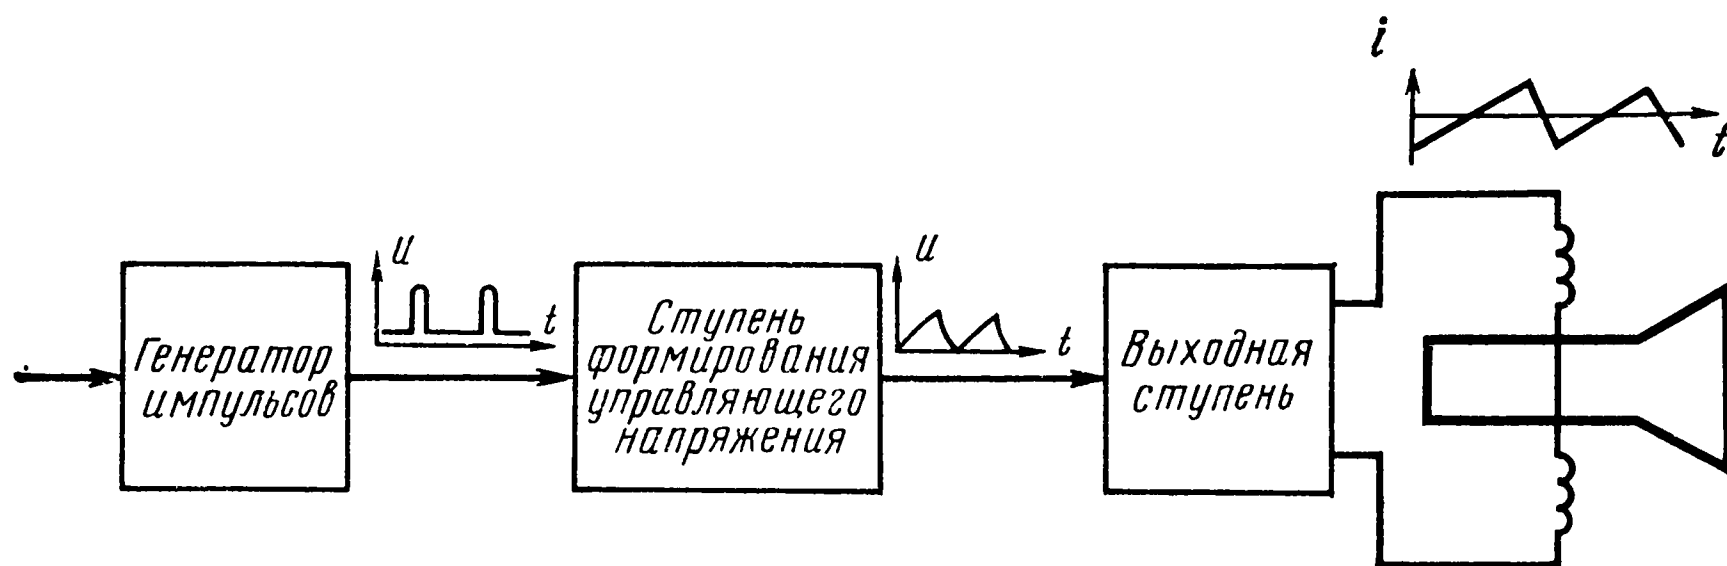 i
t
u
t
u
t
Генератор
импульсов
Ступень
формирования
управляющего
напряжения
Выходная
ступень